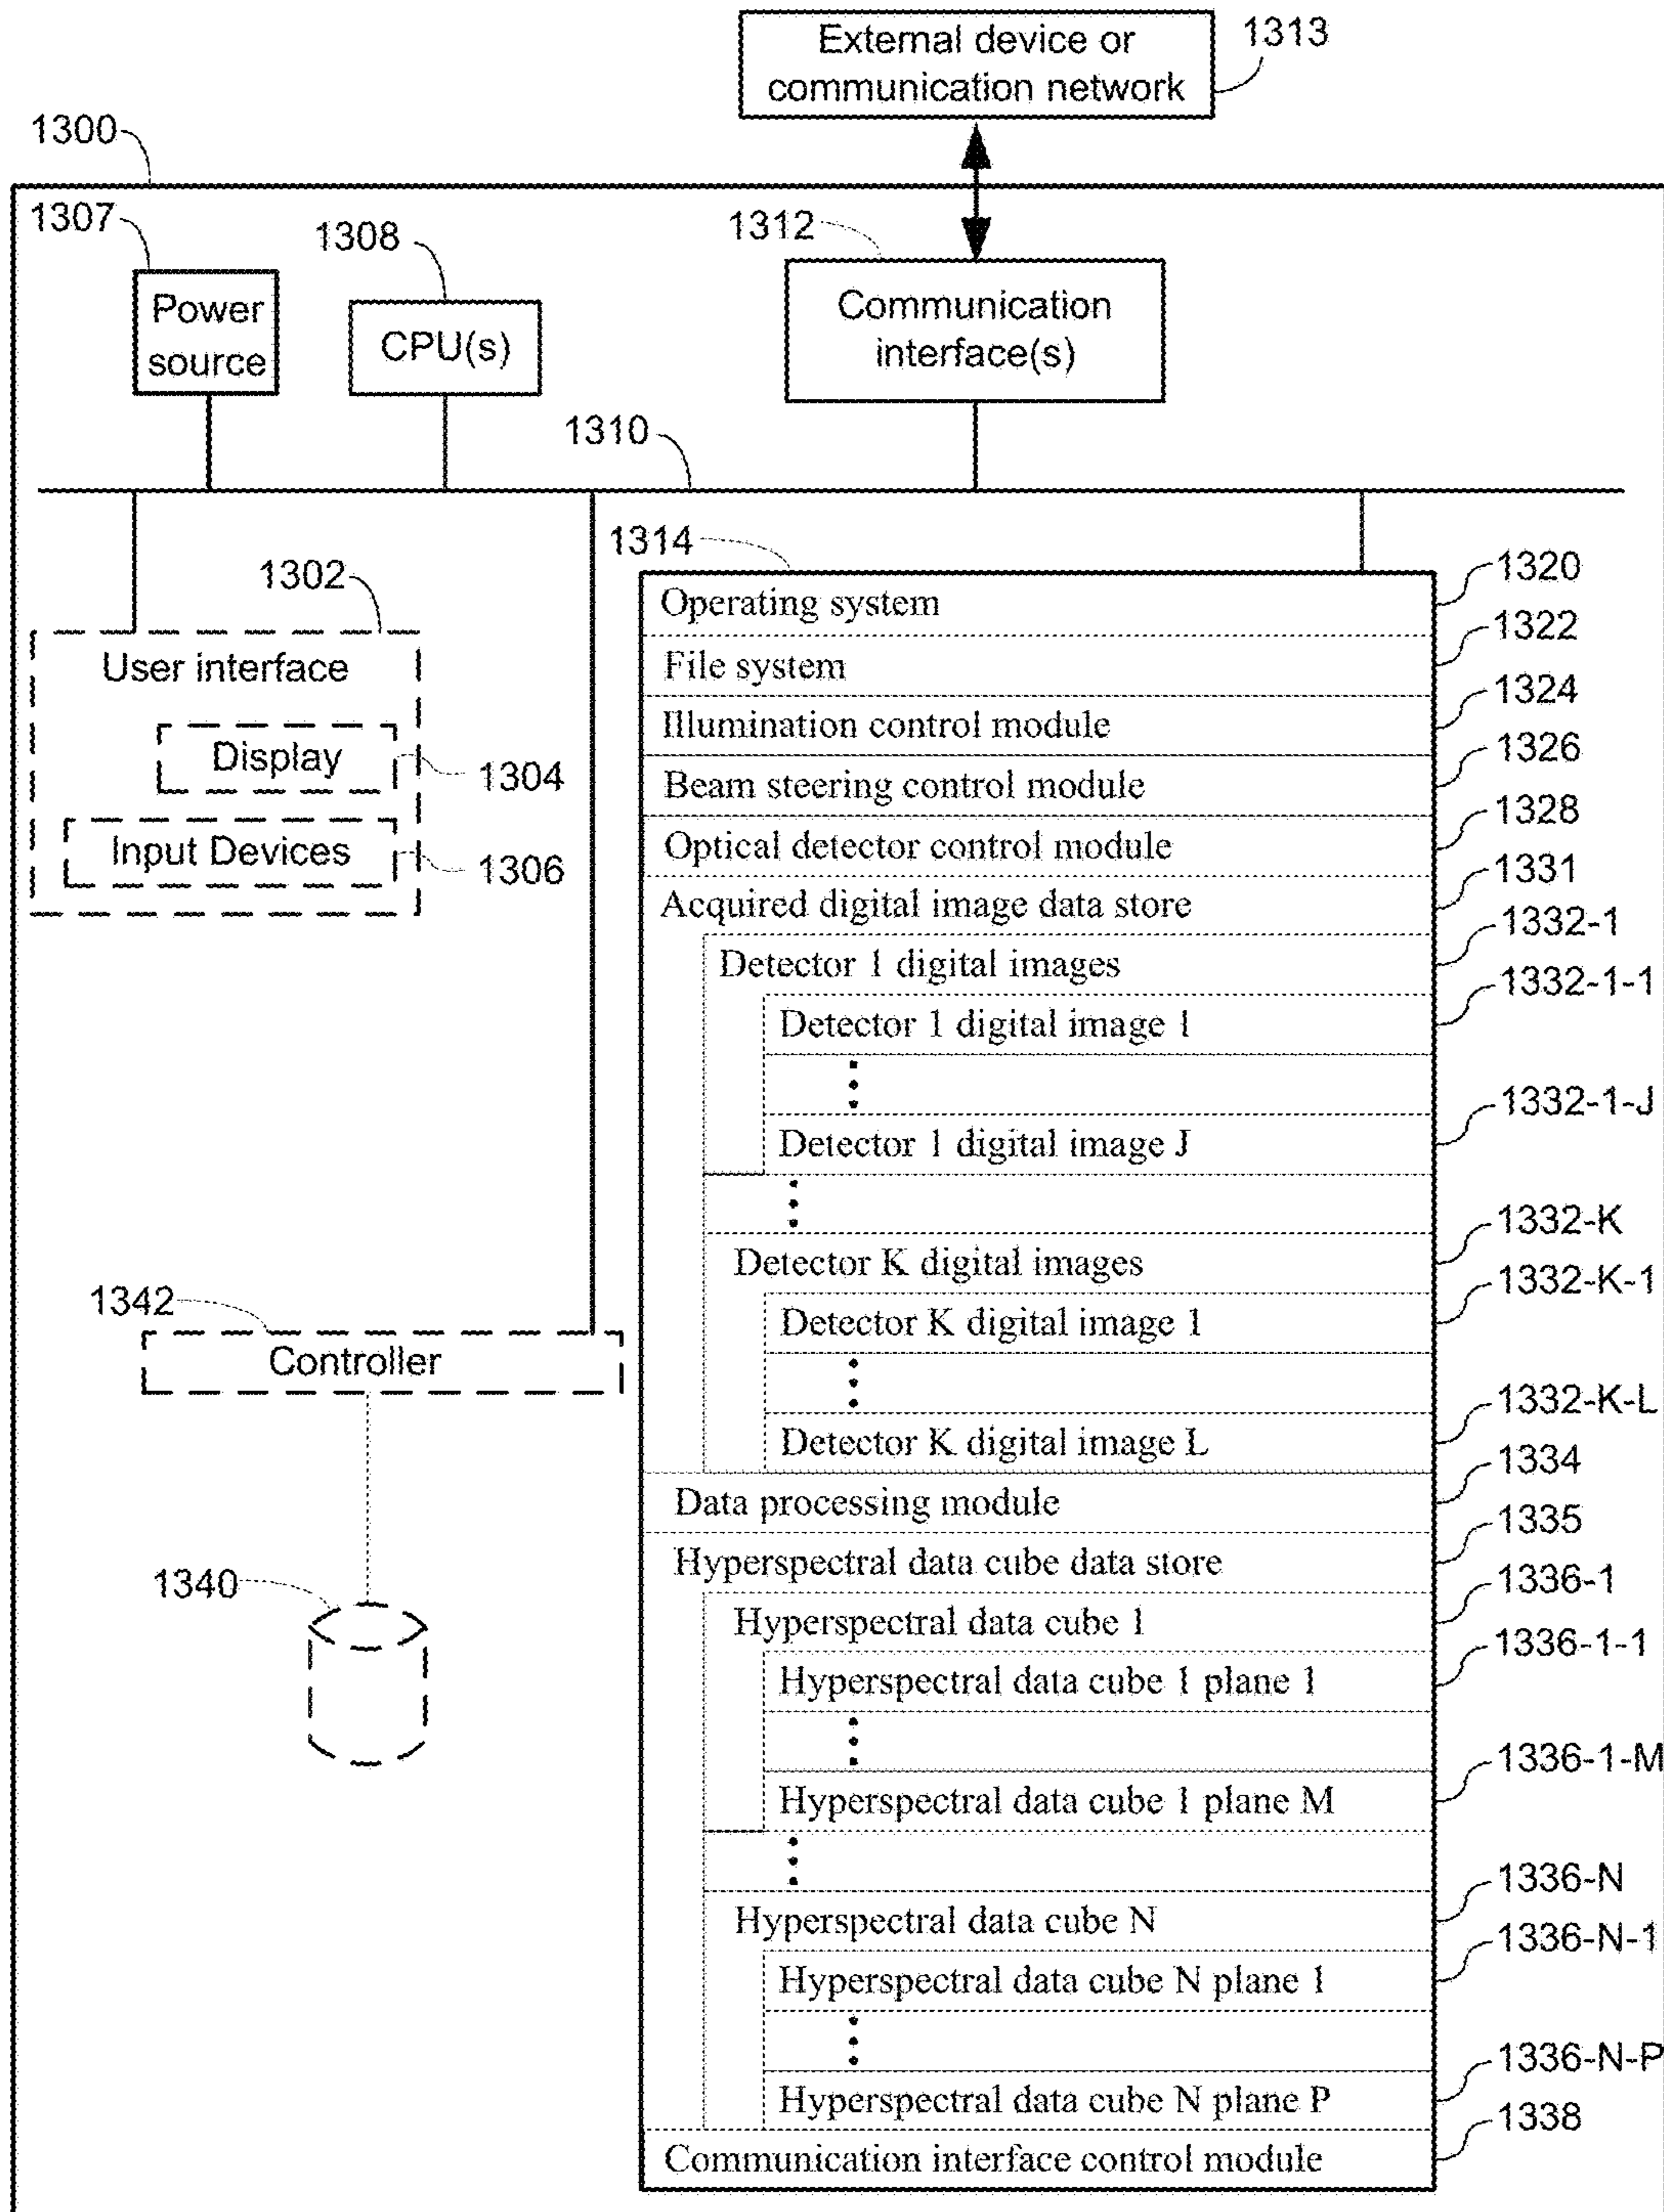 External device or
communication network
1313
1300
1307
1308
1312
Power
source
CPU(s)
Communication
interface(s)
1310
1314
1302
User interface
Display
1304
Input Devices
1306
Operating system
1320
File system
1322
Illumination control module
1324
Beam steering control module
1326
Optical detector control module
1328
Acquired digital image data store
1331
Detector 1 digital images
1332-1
Detector 1 digital image 1
1332-1-1
Detector 1 digital image J
1332-1-J
Detector K digital images
1332-K
Detector K digital image 1
1332-K-1
Detector K digital image L
1332-K-L
1342
Controller
1340
Data processing module
1334
Hyperspectral data cube data store
1335
Hyperspectral data cube 1
1336-1
Hyperspectral data cube 1 plane 1
1336-1-1
Hyperspectral data cube 1 plane M
1336-1-M
Hyperspectral data cube N
1336-N
Hyperspectral data cube N plane 1
1336-N-1
Hyperspectral data cube N plane P
1336-N-P
Communication interface control module
1338